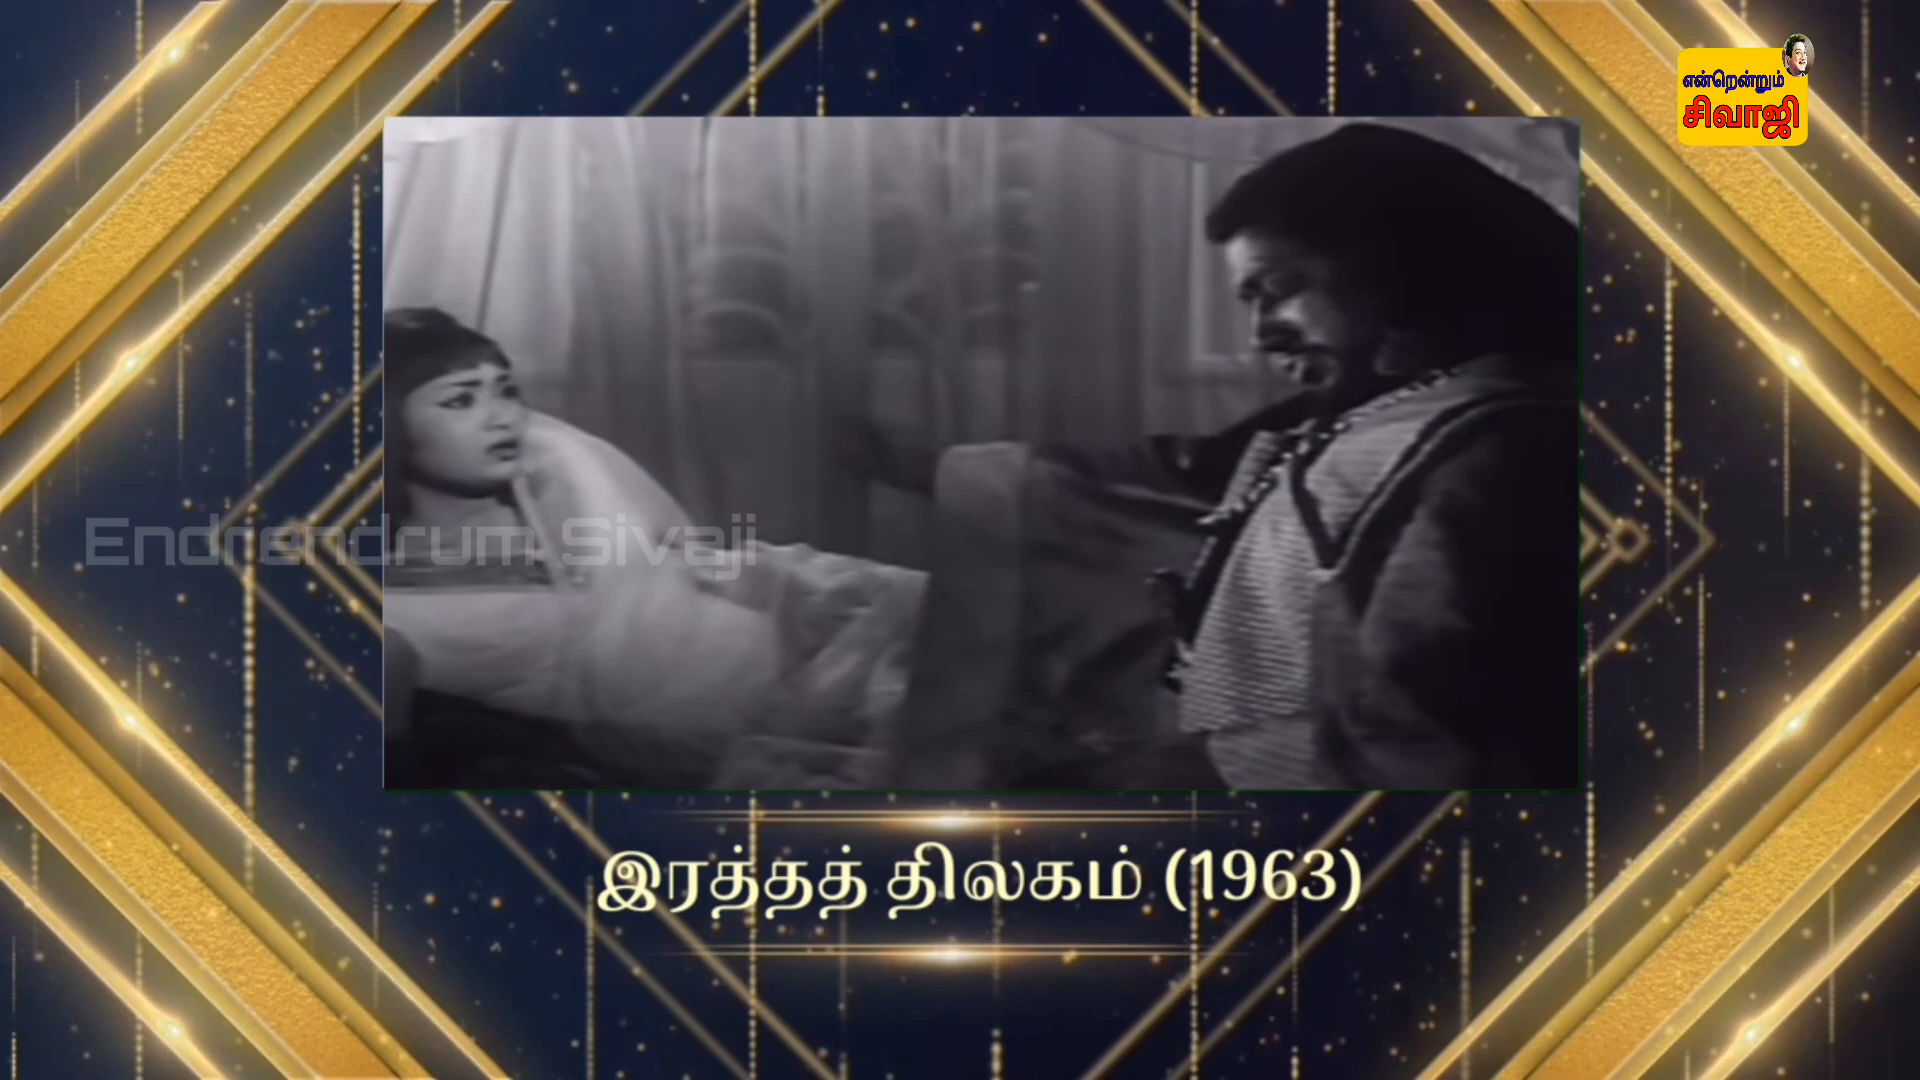 என்றென்றும்
சிவாஜி
Endrendrum Sivaji
இரத்தத் திலகம் (1963)